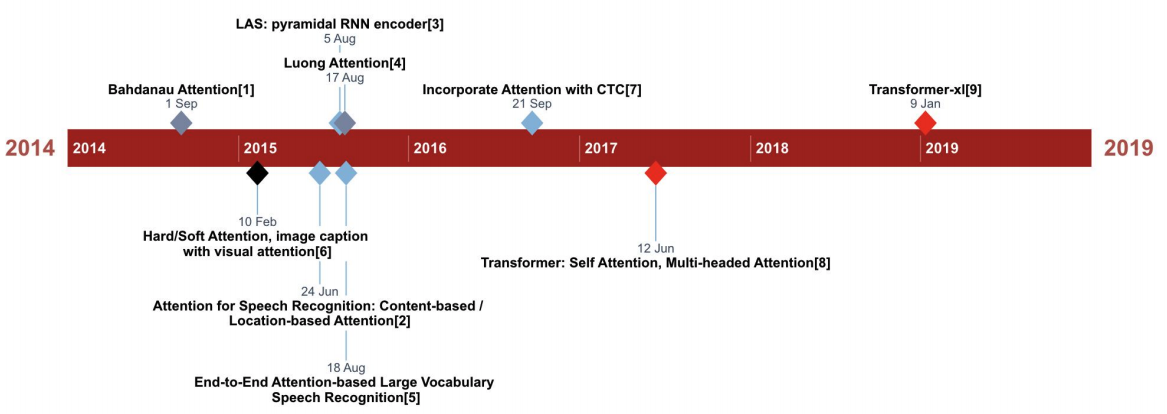 LAS: pyramidal RNN encoder[3]
5 Aug
Luong Attention[4]
17 Aug
Bahdanau Attention[1]
1 Sep
Incorporate Attention with CTC[7]
21 Sep
Transformer-xl[9]
9 Jan
2014
2014
2015
2016
2017
2018
2019
2019
10 Feb
Hard/Soft Attention, image caption
with visual attention[6]
12 Jun
Transformer: Self Attention, Multi-headed Attention[8]
24 Jun
Attention for Speech Recognition: Content-based /
Location-based Attention[2]
18 Aug
End-to-End Attention-based Large Vocabulary
Speech Recognition[5]